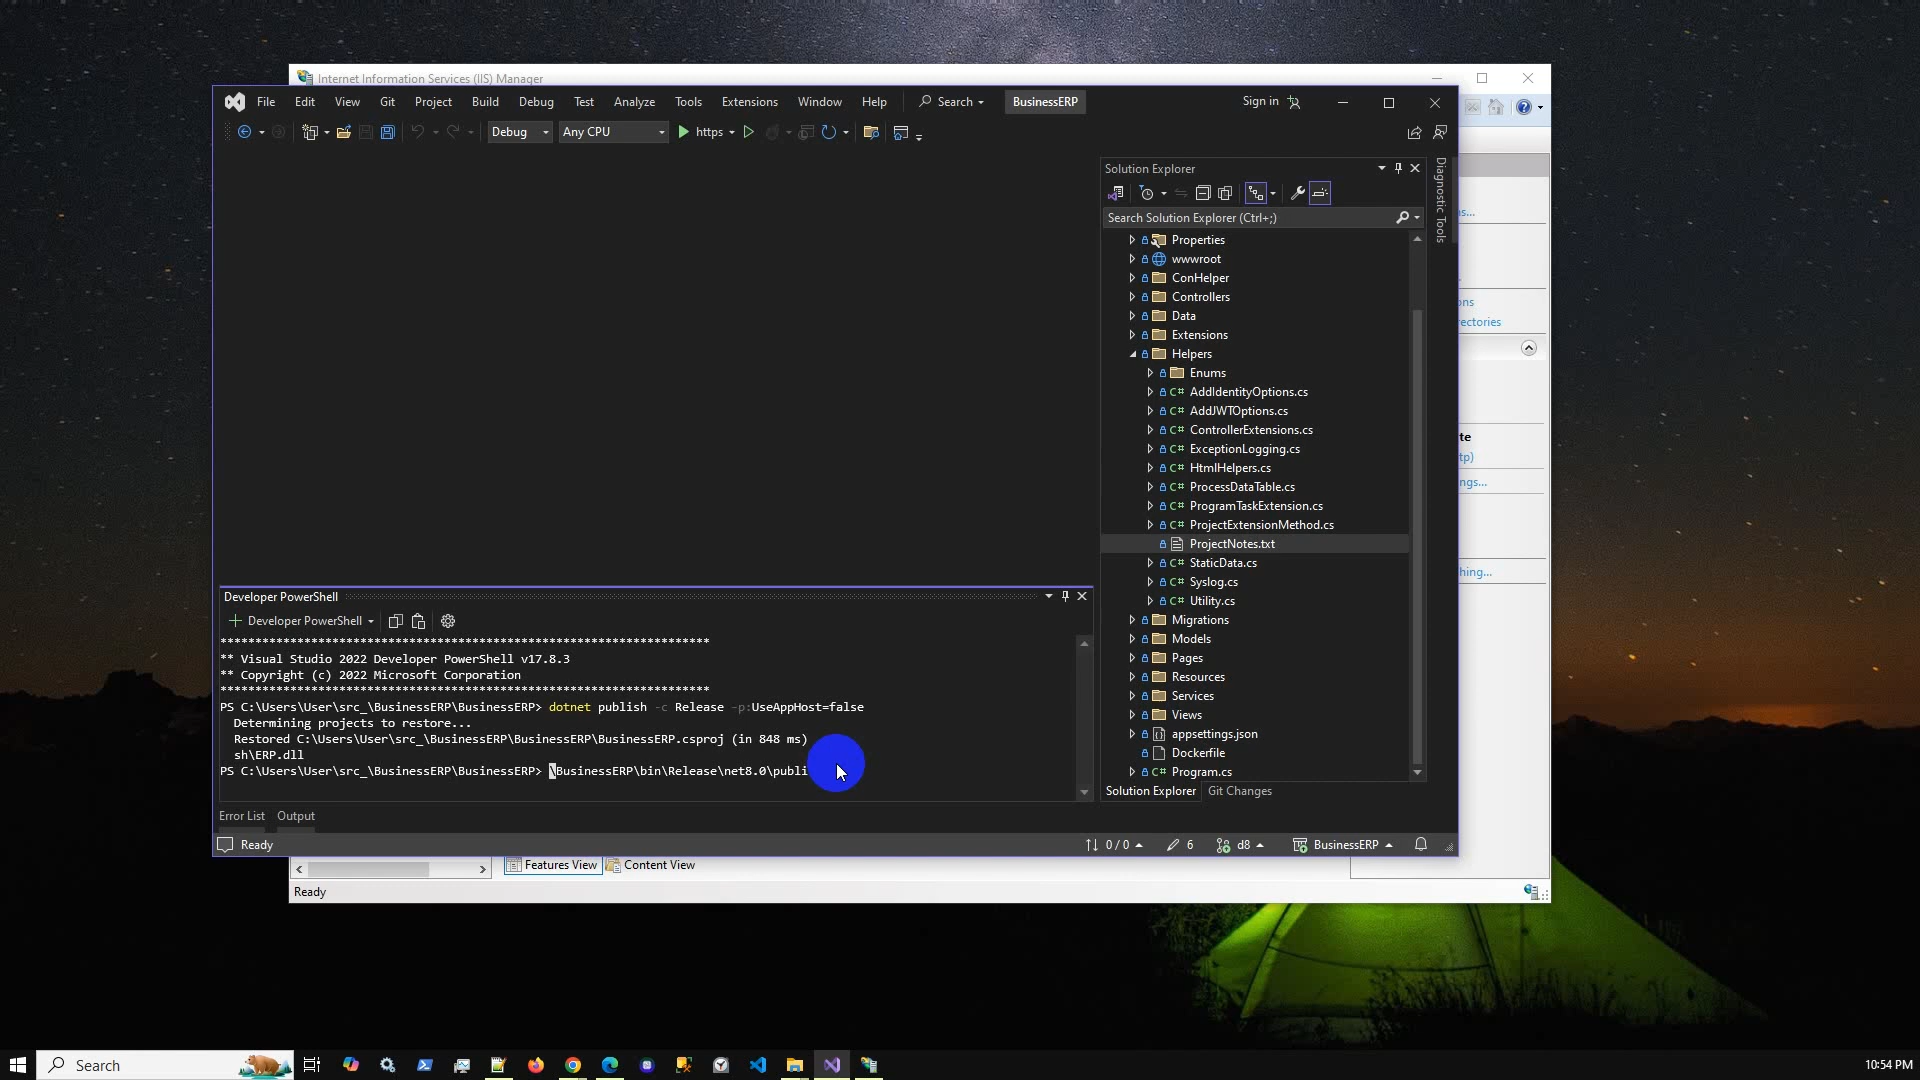 Internet Information Services (IIS) Manager
File Edit View Git Project Build Debug Test Analyze Tools Extensions Window Help Search BusinessERP Sign in
Debug Any CPU https
Solution Explorer
Search Solution Explorer (Ctrl+;)
Properties
wwwroot
ConHelper
Controllers
Data
Extensions
Helpers
Enums
C# AddIdentityOptions.cs
C# AddJWTOptions.cs
C# ControllerExtensions.cs
C# ExceptionLogging.cs
C# HtmlHelpers.cs
C# ProcessDataTable.cs
C# ProgramTaskExtension.cs
C# ProjectExtensionMethod.cs
ProjectNotes.txt
C# StaticData.cs
C# Syslog.cs
C# Utility.cs
Migrations
Models
Pages
Resources
Services
Views
appsettings.json
Dockerfile
C# Program.cs
Solution Explorer Git Changes
Diagnostic Tools
s...
ons
ectories
te
tp)
ngs...
hing...
Developer PowerShell
+ Developer PowerShell
**********************************************************************
** Visual Studio 2022 Developer PowerShell v17.8.3
** Copyright (c) 2022 Microsoft Corporation
**********************************************************************
PS C:\Users\User\src_\BusinessERP\BusinessERP> dotnet publish -c Release -p:UseAppHost=false
Determining projects to restore...
Restored C:\Users\User\src_\BusinessERP\BusinessERP\BusinessERP.csproj (in 848 ms)
sh\ERP.dll
PS C:\Users\User\src_\BusinessERP\BusinessERP> \BusinessERP\bin\Release\net8.0\publi
Error List Output
Ready 0 / 0 6 d8 BusinessERP
Features View Content View
Ready
Search
10:54 PM